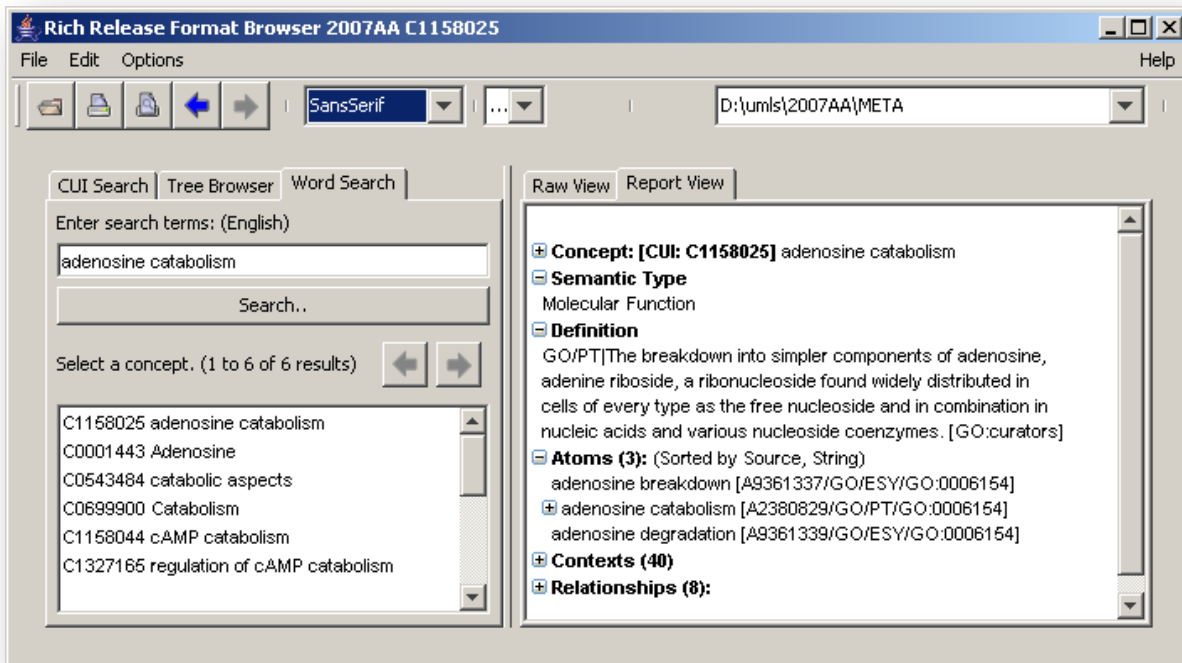 Rich Release Format Browser 2007AA C1158025
File Edit Options Help
SansSerif ... D:\umls\2007AA\META
CUI Search Tree Browser Word Search
Enter search terms: (English)
adenosine catabolism
Search..
Select a concept. (1 to 6 of 6 results)
C1158025 adenosine catabolism
C0001443 Adenosine
C0543484 catabolic aspects
C0699900 Catabolism
C1158044 cAMP catabolism
C1327165 regulation of cAMP catabolism
Raw View Report View
Concept: [CUI: C1158025] adenosine catabolism
Semantic Type
Molecular Function
Definition
GO/PT|The breakdown into simpler components of adenosine,
adenine riboside, a ribonucleoside found widely distributed in
cells of every type as the free nucleoside and in combination in
nucleic acids and various nucleoside coenzymes. [GO:curators]
Atoms (3): (Sorted by Source, String)
adenosine breakdown [A9361337/GO/ESY/GO:0006154]
adenosine catabolism [A2380829/GO/PT/GO:0006154]
adenosine degradation [A9361339/GO/ESY/GO:0006154]
Contexts (40)
Relationships (8):